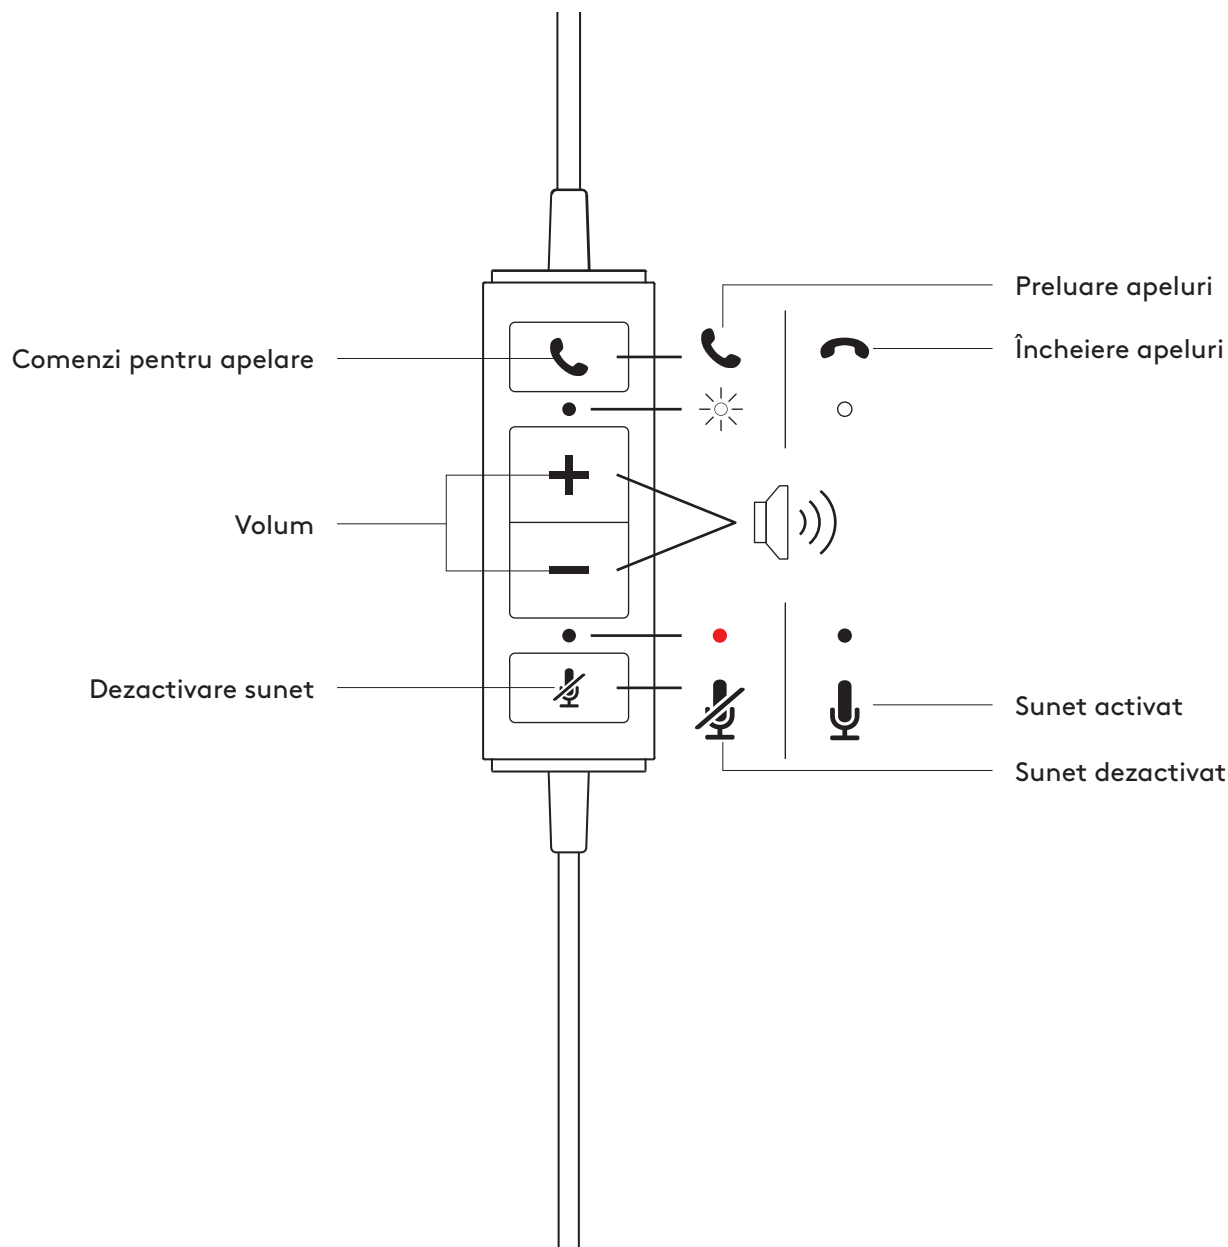 Preluare apeluri
Comenzi pentru apelare
Încheiere apeluri
Volum
Dezactivare sunet
Sunet activat
Sunet dezactivat